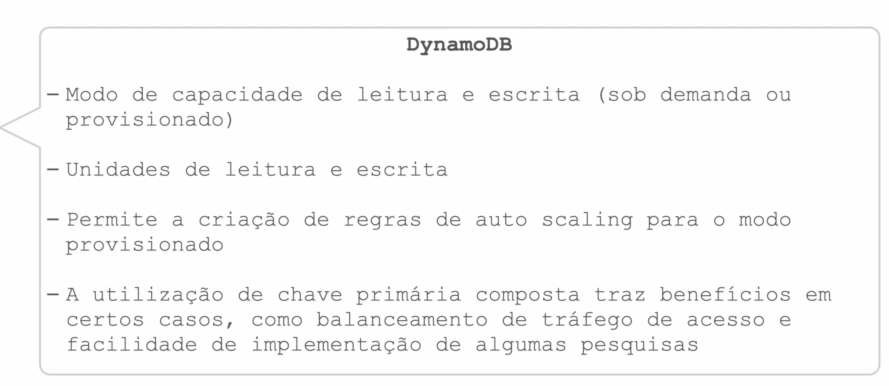 DynamoDB
– Modo de capacidade de leitura e escrita (sob demanda ou
provisionado)
– Unidades de leitura e escrita
– Permite a criação de regras de auto scaling para o modo
provisionado
– A utilização de chave primária composta traz benefícios em
certos casos, como balanceamento de tráfego de acesso e
facilidade de implementação de algumas pesquisas